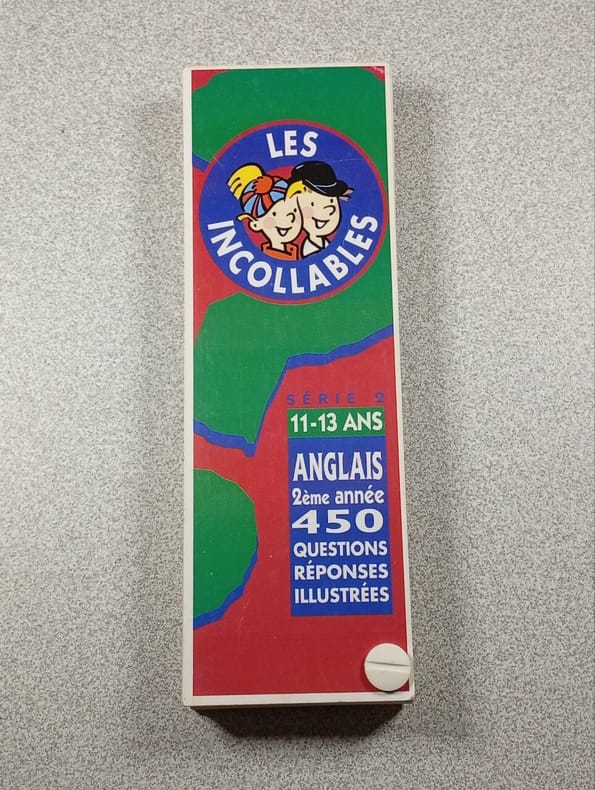 LES
INCOLLABLES
SÉRIE 2
11-13 ANS
ANGLAIS
2ème année
450
QUESTIONS
RÉPONSES
ILLUSTRÉES